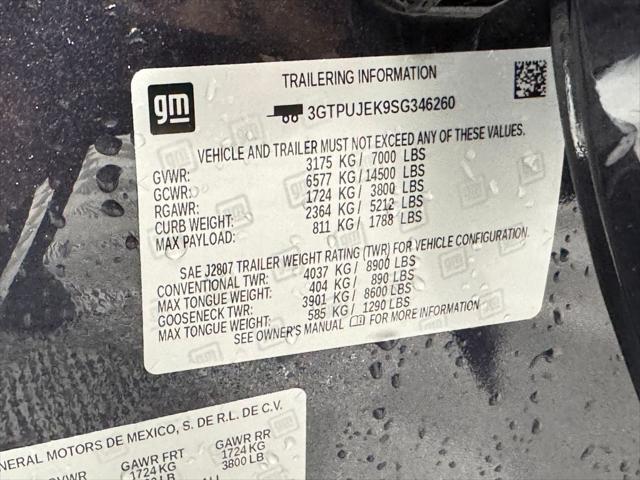 gm
TRAILERING INFORMATION
3GTPUJEK9SG346260
VEHICLE AND TRAILER MUST NOT EXCEED ANY OF THESE VALUES.
GVWR: 3175 KG / 7000 LBS
GCWR: 6577 KG / 14500 LBS
RGAWR: 1724 KG / 3800 LBS
CURB WEIGHT: 2364 KG / 5212 LBS
MAX PAYLOAD: 811 KG / 1788 LBS
SAE J2807 TRAILER WEIGHT RATING (TWR) FOR VEHICLE CONFIGURATION.
CONVENTIONAL TWR: 4037 KG / 8900 LBS
MAX TONGUE WEIGHT: 404 KG / 890 LBS
GOOSENECK TWR: 3901 KG / 8600 LBS
MAX TONGUE WEIGHT: 585 KG / 1290 LBS
SEE OWNER'S MANUAL FOR MORE INFORMATION
MOTORS DE MEXICO, S. DE R.L. DE C.V.
GAWR FRT GAWR RR
1724 KG 1724 KG
3800 LB